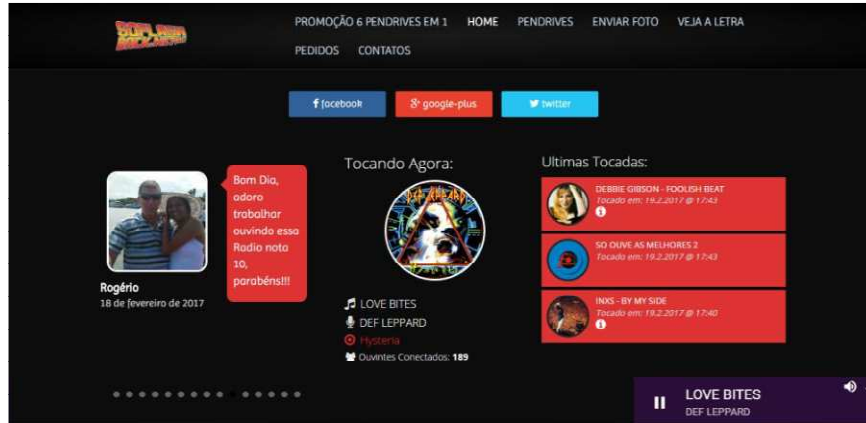 PROMOÇÃO 6 PENDRIVES EM 1 HOME PENDRIVES ENVIAR FOTO VEJA A LETRA
PEDIDOS CONTATOS
facebook google-plus twitter
Bom Dia,
adoro
trabalhar
ouvindo essa
Radio nota
10,
parabéns!!!
Rogério
18 de fevereiro de 2017
Tocando Agora:
DEF LEPPARD
LOVE BITES
DEF LEPPARD
Hysteria
Ouvintes Conectados: 189
Ultimas Tocadas:
DEBBIE GIBSON - FOOLISH BEAT
Tocado em: 19.2.2017 @ 17:43
SO OUVE AS MELHORES 2
Tocado em: 19.2.2017 @ 17:43
INXS - BY MY SIDE
Tocado em: 19.2.2017 @ 17:40
LOVE BITES
DEF LEPPARD